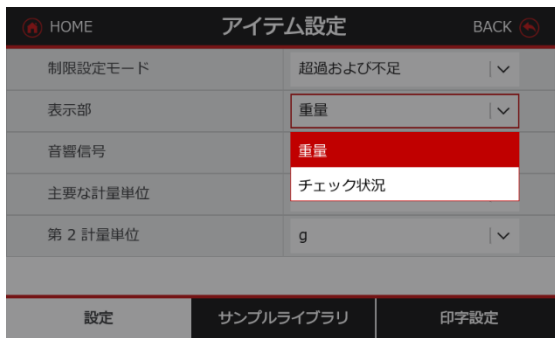 HOME アイテム設定 BACK
制限設定モード 超過および不足
表示部 重量
音響信号 重量
チェック状況
主要な計量単位
第 2 計量単位 g
設定 サンプルライブラリ 印字設定